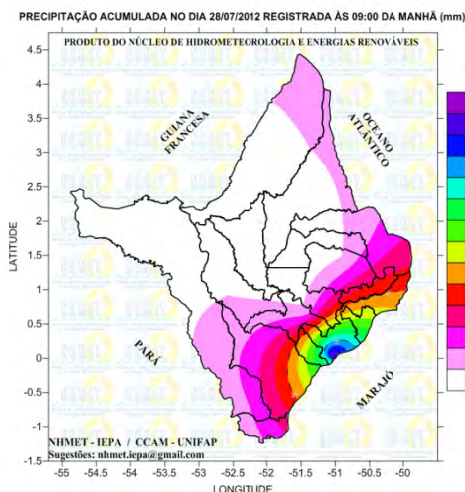 PRECIPITAÇÃO ACUMULADA NO DIA 28/07/2012 REGISTRADA ÀS 09:00 DA MANHÃ (mm)
PRODUTO DO NÚCLEO DE HIDROMETEOROLOGIA E ENERGIAS RENOVÁVEIS
4.5
4
3.5
3
2.5
2
1.5
1
0.5
0
-0.5
-1
-1.5
LATITUDE
GUIANA
FRANCESA
OCEANO
ATLÂNTICO
PARÁ
MARAJÓ
NHMET - IEPA / CCAM - UNIFAP
Sugestões: nhmet.iepa@gmail.com
-55 -54.5 -54 -53.5 -53 -52.5 -52 -51.5 -51 -50.5 -50
LONGITUDE